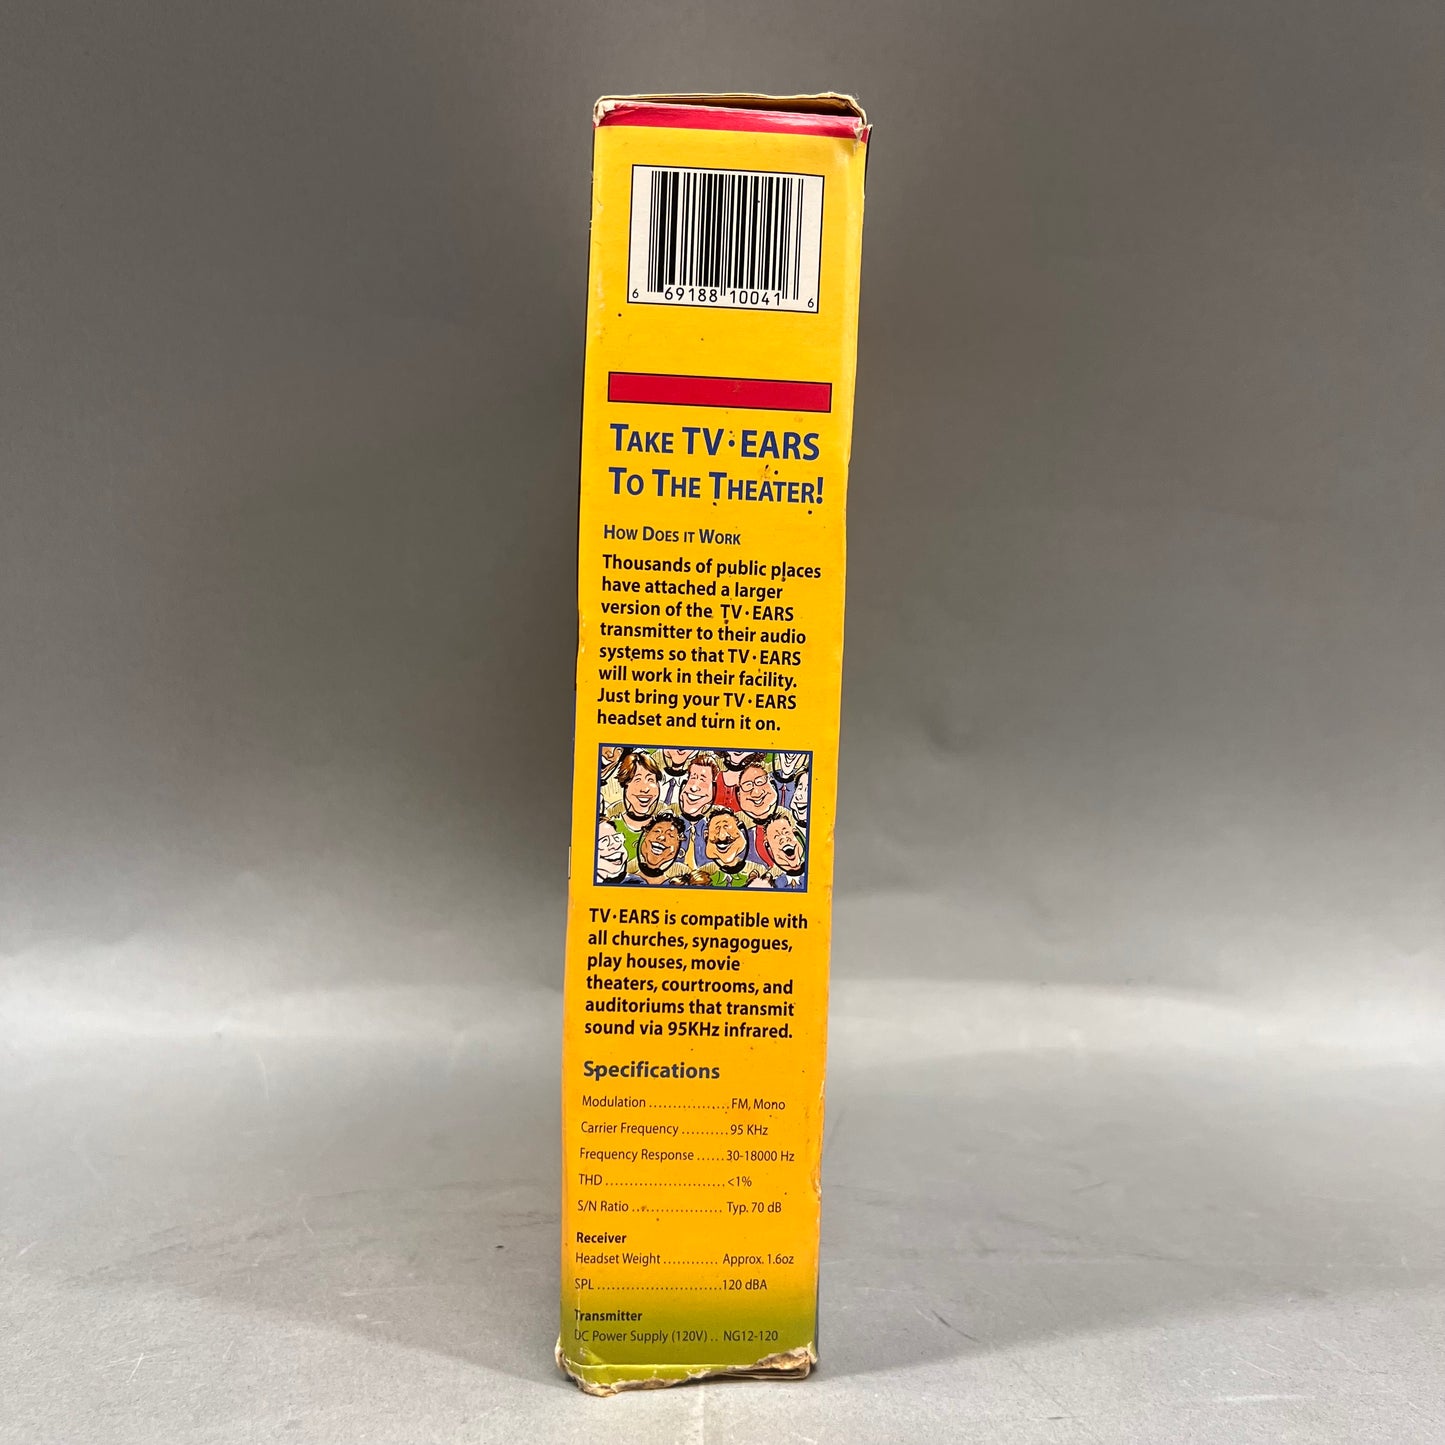 6 69188 10041 6
TAKE TV·EARS
TO THE THEATER!
HOW DOES IT WORK
Thousands of public places
have attached a larger
version of the TV·EARS
transmitter to their audio
systems so that TV·EARS
will work in their facility.
Just bring your TV·EARS
headset and turn it on.
TV·EARS is compatible with
all churches, synagogues,
play houses, movie
theaters, courtrooms, and
auditoriums that transmit
sound via 95KHz infrared.
Specifications
Modulation .................FM, Mono
Carrier Frequency ..........95 KHz
Frequency Response ......30-18000 Hz
THD .........................<1%
S/N Ratio ................... Typ. 70 dB
Receiver
Headset Weight ............ Approx. 1.6oz
SPL ..........................120 dBA
Transmitter
DC Power Supply (120V) .. NG12-120